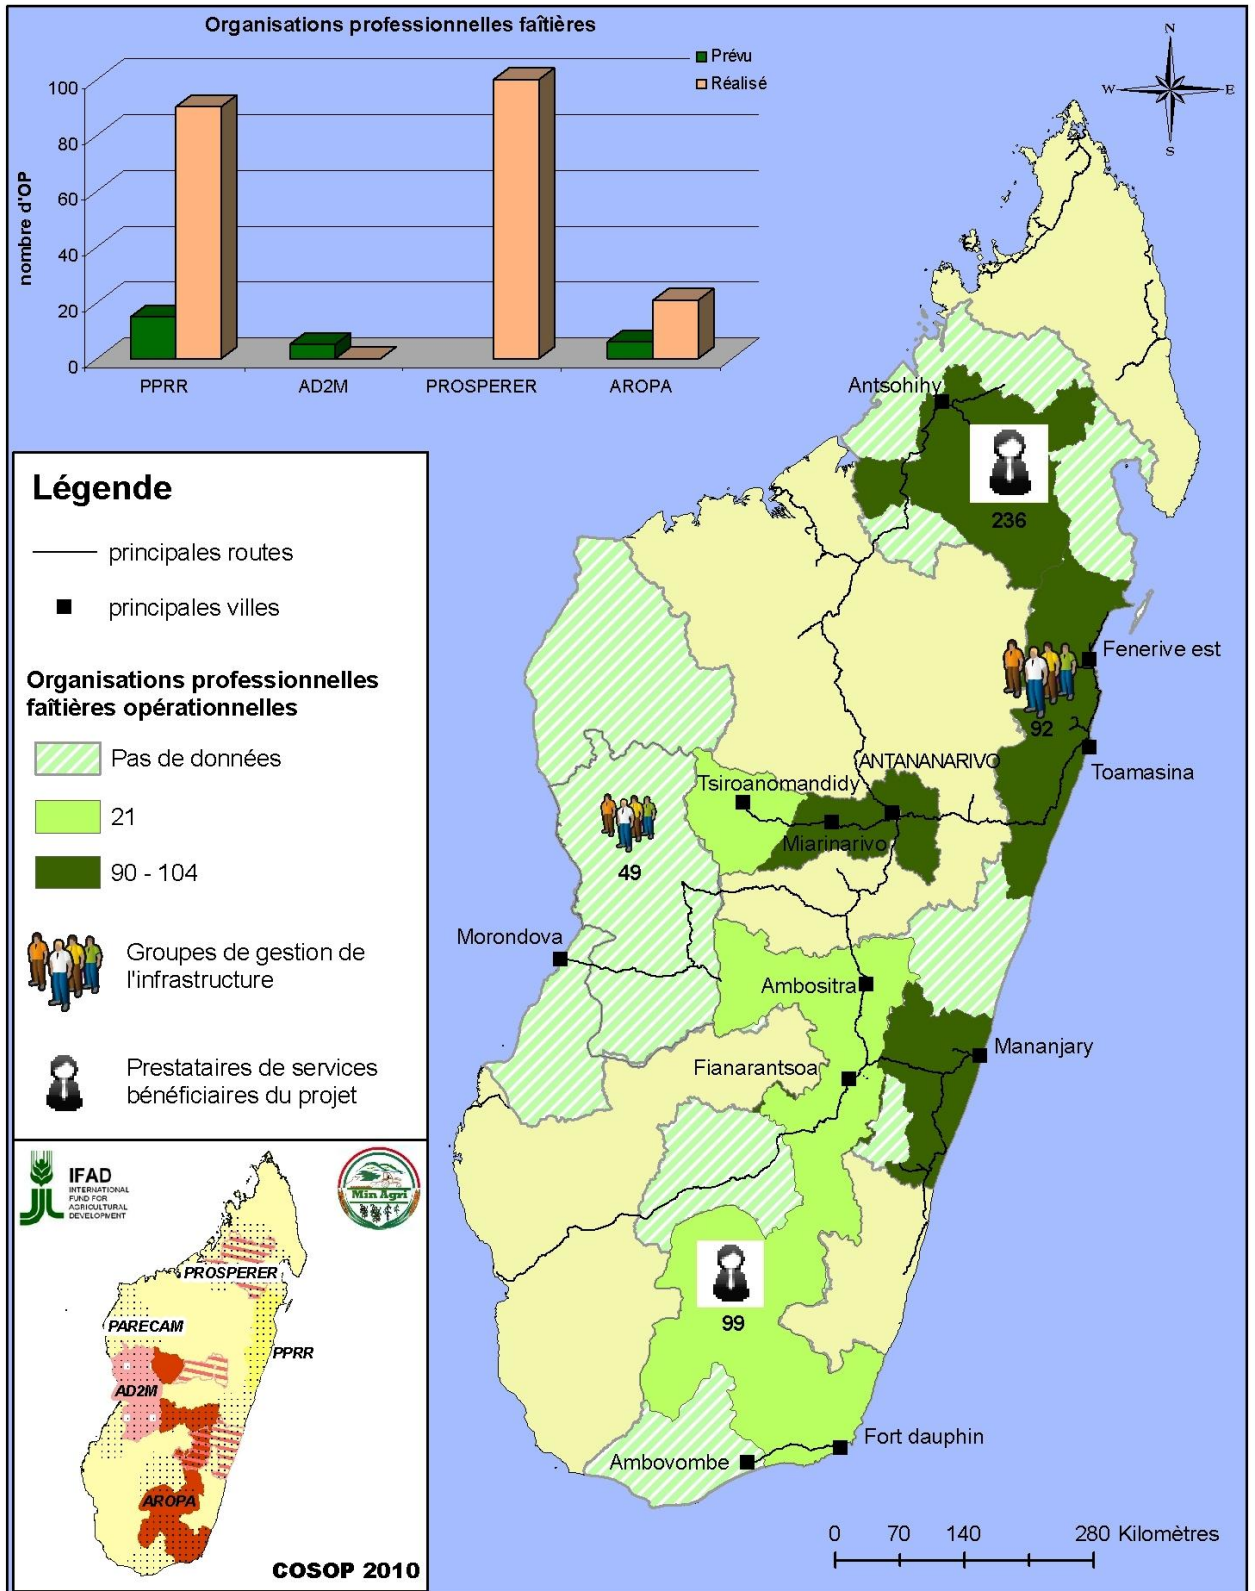 Organisations professionnelles faîtières
Prévu
Réalisé
nombre d'OP
100
80
60
40
20
0
PPRR
AD2M
PROSPERER
AROPA
N
W
E
S
Légende
principales routes
principales villes
Organisations professionnelles
faîtières opérationnelles
Pas de données
21
90 - 104
Groupes de gestion de
l'infrastructure
Prestataires de services
bénéficiaires du projet
IFAD
INTERNATIONAL
FUND FOR
AGRICULTURAL
DEVELOPMENT
Min Agri
PROSPERER
PARECAM
PPRR
AD2M
AROPA
COSOP 2010
Antsohihy
236
Fenerive est
92
Toamasina
ANTANANARIVO
Tsiroanomandidy
Miarinarivo
49
Morondova
Ambositra
Mananjary
Fianarantsoa
99
Fort dauphin
Ambovombe
0 70 140 280 Kilomètres